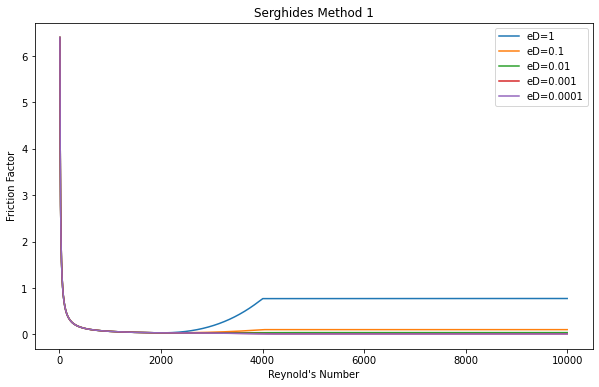 Serghides Method 1
eD=1
eD=0.1
eD=0.01
eD=0.001
eD=0.0001
Friction Factor
6
5
4
3
2
1
0
0
2000
4000
6000
8000
10000
Reynold's Number